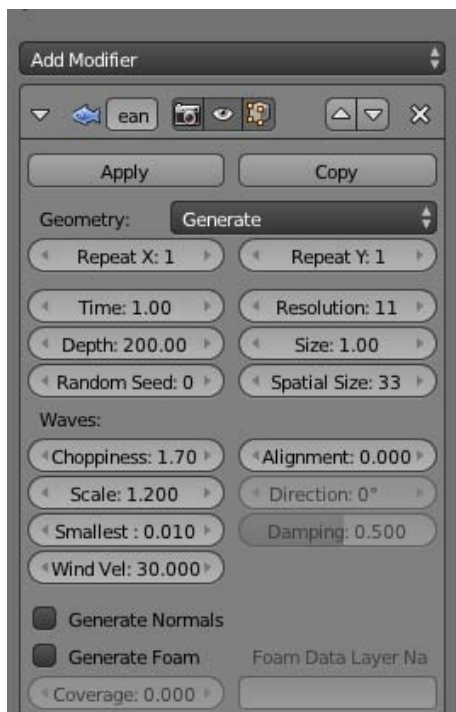 Add Modifier
ean
Apply Copy
Geometry: Generate
Repeat X: 1 Repeat Y: 1
Time: 1.00 Resolution: 11
Depth: 200.00 Size: 1.00
Random Seed: 0 Spatial Size: 33
Waves:
Choppiness: 1.70 Alignment: 0.000
Scale: 1.200 Direction: 0°
Smallest : 0.010 Damping: 0.500
Wind Vel: 30.000
Generate Normals
Generate Foam Foam Data Layer Na
Coverage: 0.000